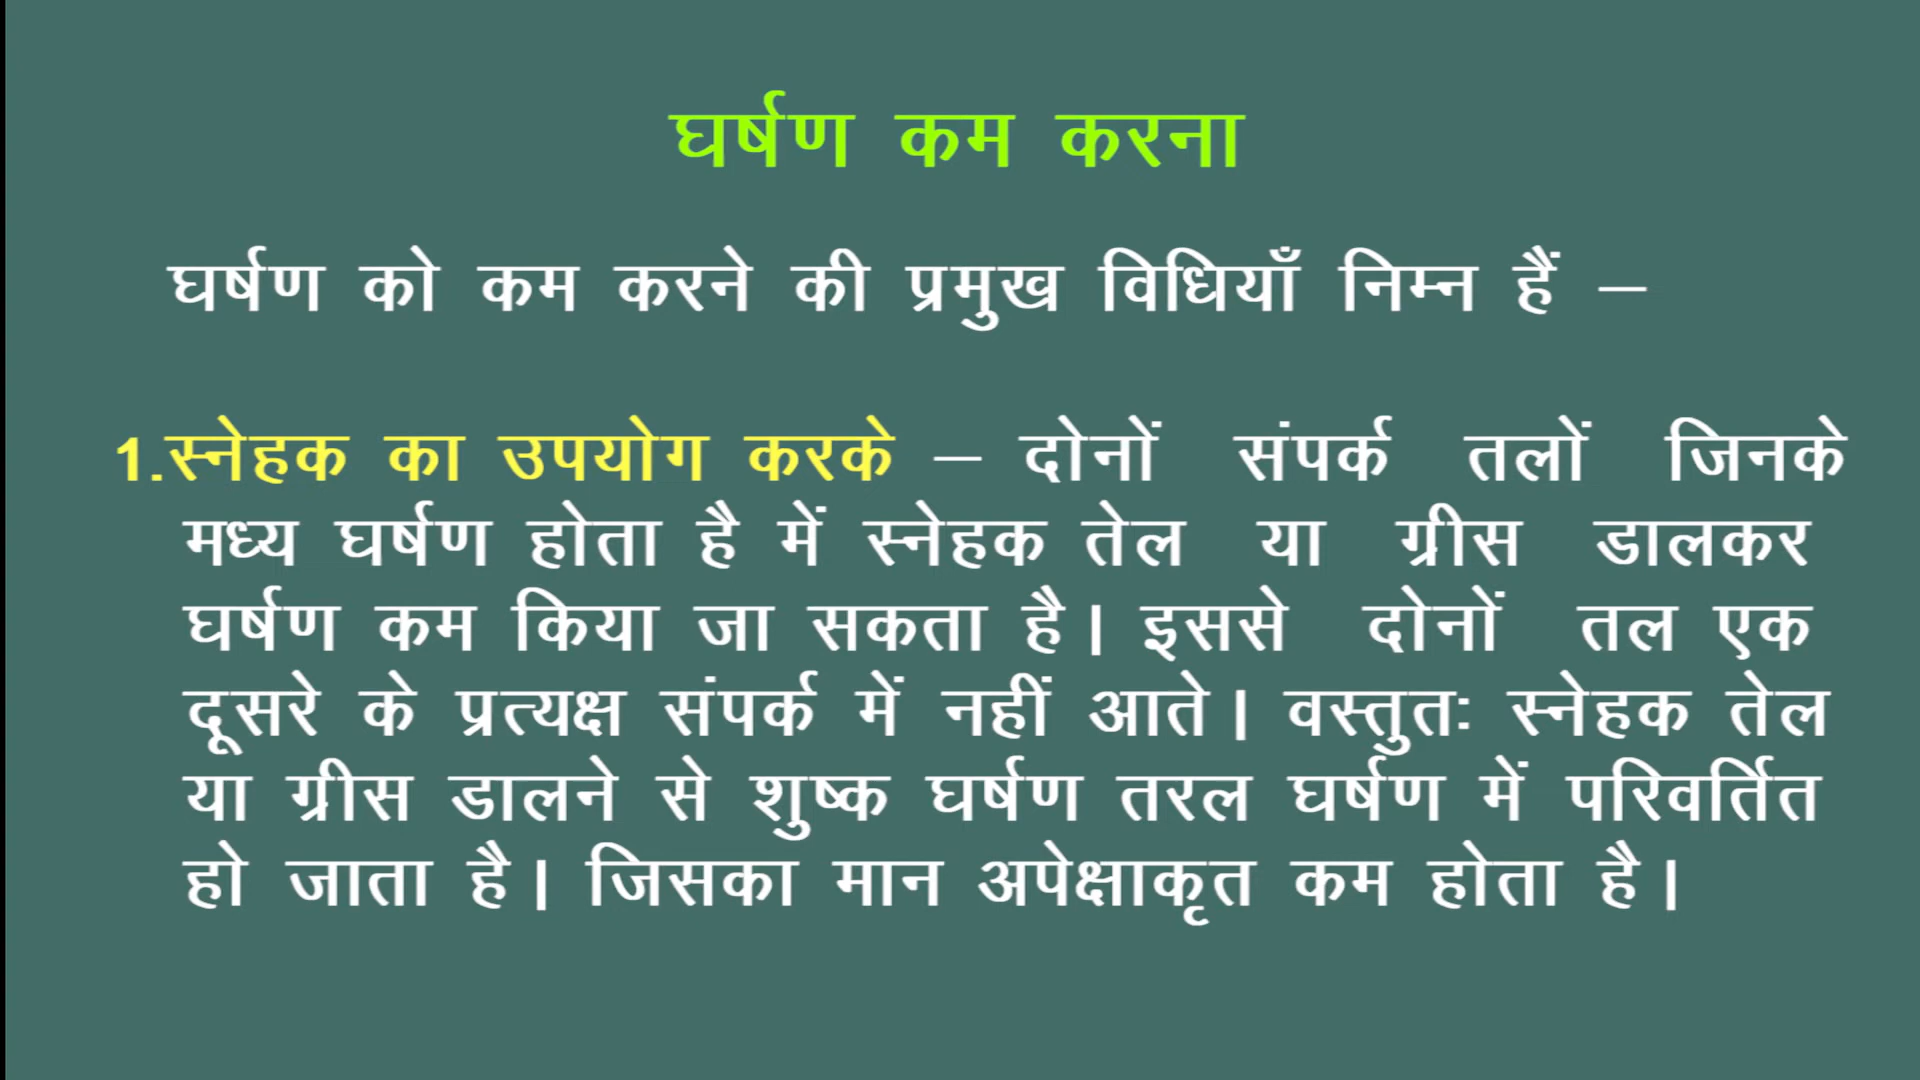 घर्षण कम करना
घर्षण को कम करने की प्रमुख विधियाँ निम्न हैं –
1.स्नेहक का उपयोग करके – दोनों संपर्क तलों जिनके
मध्य घर्षण होता है में स्नेहक तेल या ग्रीस डालकर
घर्षण कम किया जा सकता है। इससे दोनों तल एक
दूसरे के प्रत्यक्ष संपर्क में नहीं आते। वस्तुतः स्नेहक तेल
या ग्रीस डालने से शुष्क घर्षण तरल घर्षण में परिवर्तित
हो जाता है। जिसका मान अपेक्षाकृत कम होता है।